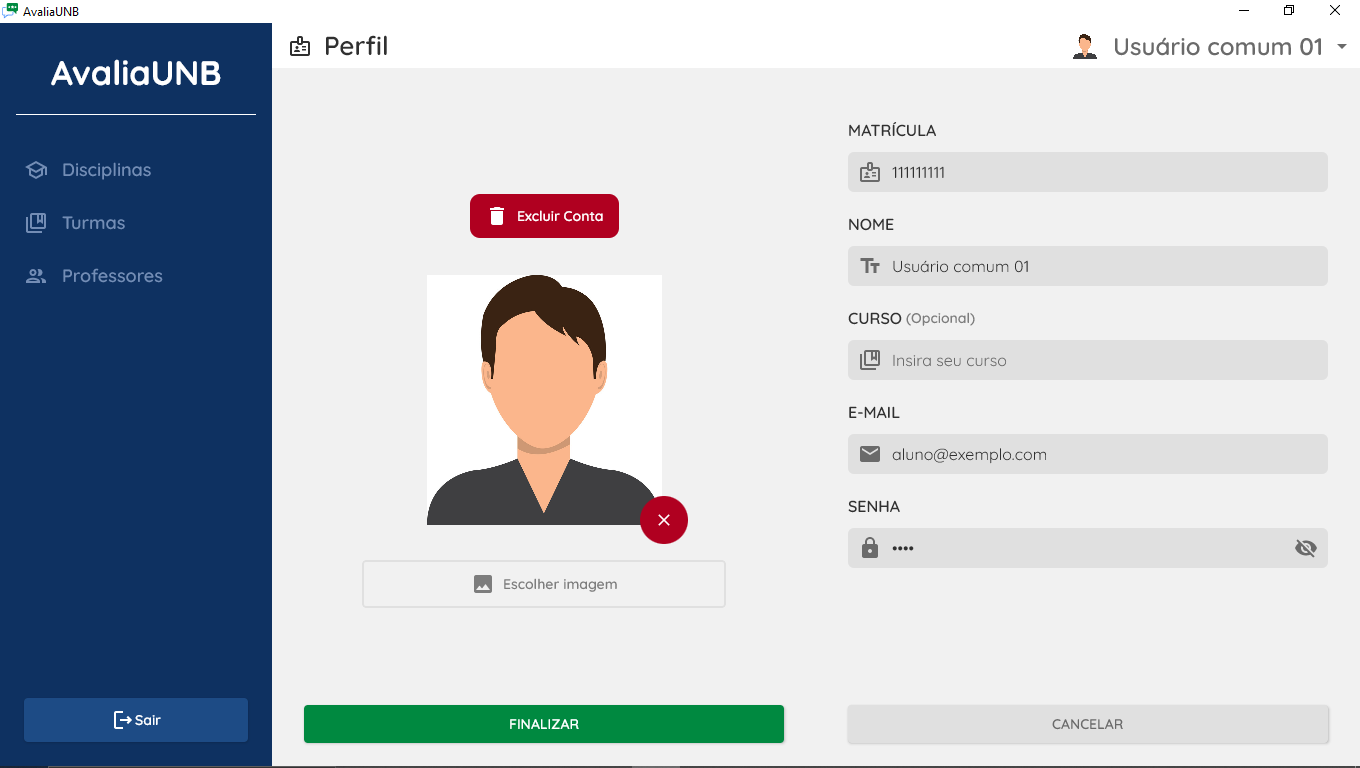 AvaliaUNB
AvaliaUNB
Disciplinas
Turmas
Professores
Sair
Perfil
Usuário comum 01
Excluir Conta
Escolher imagem
MATRÍCULA
111111111
NOME
Usuário comum 01
CURSO (Opcional)
Insira seu curso
E-MAIL
aluno@exemplo.com
SENHA
••••
FINALIZAR
CANCELAR